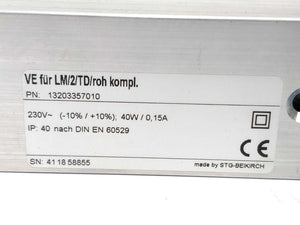 VE für LM/2/TD/roh kompl.
PN: 13203357010
230V~ (-10% / +10%); 40W / 0,15A
IP: 40 nach DIN EN 60529
CE
SN: 41 18 58855
made by STG-BEIKIRCH